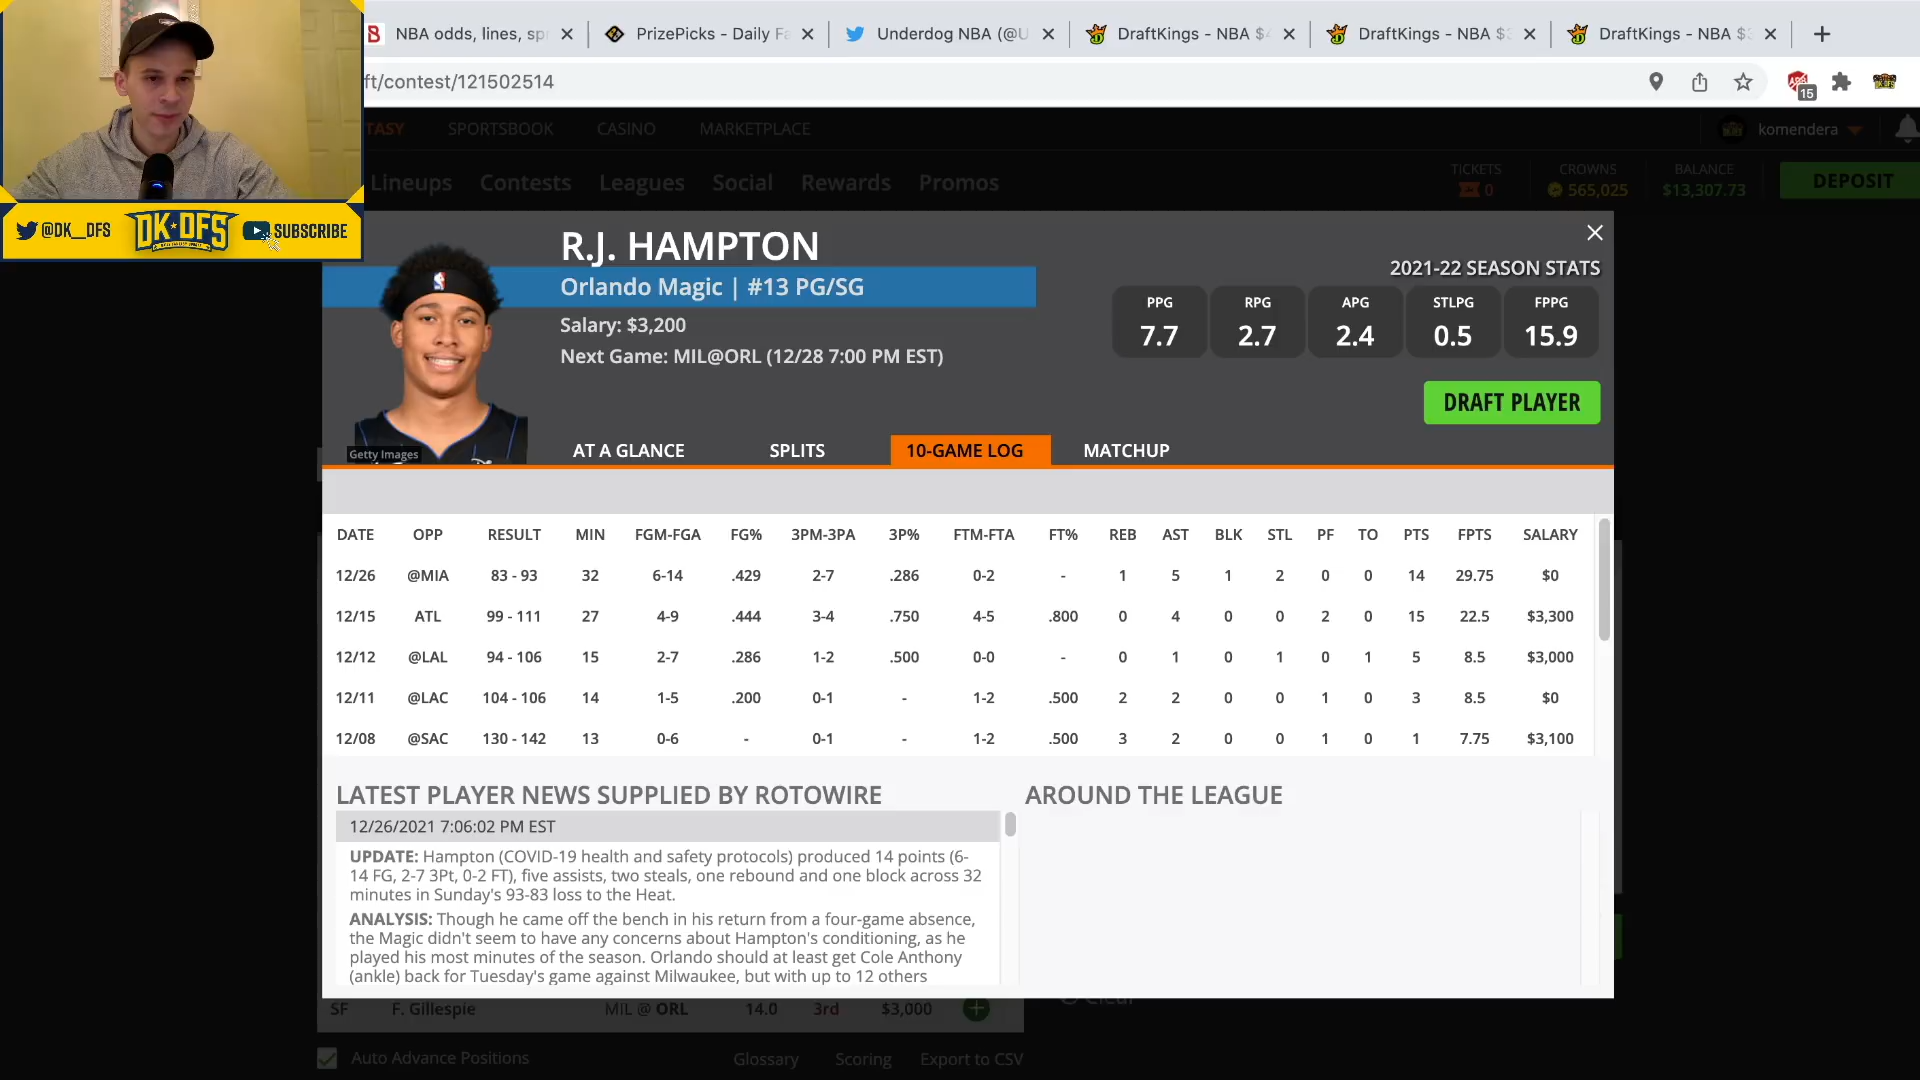 NBA odds, lines, sp
PrizePicks - Daily Fa
Underdog NBA (@U
DraftKings - NBA $
DraftKings - NBA $
DraftKings - NBA $
ft/contest/121502514
15
TASY
SPORTSBOOK
CASINO
MARKETPLACE
komendera
Lineups
Contests
Leagues
Social
Rewards
Promos
TICKETS
0
CROWNS
565,025
BALANCE
$13,307.73
DEPOSIT
@DK__DFS
DK DFS
SUBSCRIBE
R.J. HAMPTON
Orlando Magic | #13 PG/SG
Salary: $3,200
Next Game: MIL@ORL (12/28 7:00 PM EST)
2021-22 SEASON STATS
PPG RPG APG STLPG FPPG
7.7 2.7 2.4 0.5 15.9
DRAFT PLAYER
Getty Images
AT A GLANCE
SPLITS
10-GAME LOG
MATCHUP
DATE OPP RESULT MIN FGM-FGA FG% 3PM-3PA 3P% FTM-FTA FT% REB AST BLK STL PF TO PTS FPTS SALARY
12/26 @MIA 83 - 93 32 6-14 .429 2-7 .286 0-2 - 1 5 1 2 0 0 14 29.75 $0
12/15 ATL 99 - 111 27 4-9 .444 3-4 .750 4-5 .800 0 4 0 0 2 0 15 22.5 $3,300
12/12 @LAL 94 - 106 15 2-7 .286 1-2 .500 0-0 - 0 1 0 1 0 1 5 8.5 $3,000
12/11 @LAC 104 - 106 14 1-5 .200 0-1 - 1-2 .500 2 2 0 0 1 0 3 8.5 $0
12/08 @SAC 130 - 142 13 0-6 - 0-1 - 1-2 .500 3 2 0 0 1 0 1 7.75 $3,100
LATEST PLAYER NEWS SUPPLIED BY ROTOWIRE
12/26/2021 7:06:02 PM EST
UPDATE: Hampton (COVID-19 health and safety protocols) produced 14 points (6-
14 FG, 2-7 3Pt, 0-2 FT), five assists, two steals, one rebound and one block across 32
minutes in Sunday's 93-83 loss to the Heat.
ANALYSIS: Though he came off the bench in his return from a four-game absence,
the Magic didn't seem to have any concerns about Hampton's conditioning, as he
played his most minutes of the season. Orlando should at least get Cole Anthony
(ankle) back for Tuesday's game against Milwaukee, but with up to 12 others
AROUND THE LEAGUE
SF F. Gillespie MIL @ ORL 14.0 3rd $3,000
Clear
Auto Advance Positions
Glossary
Scoring
Export to CSV